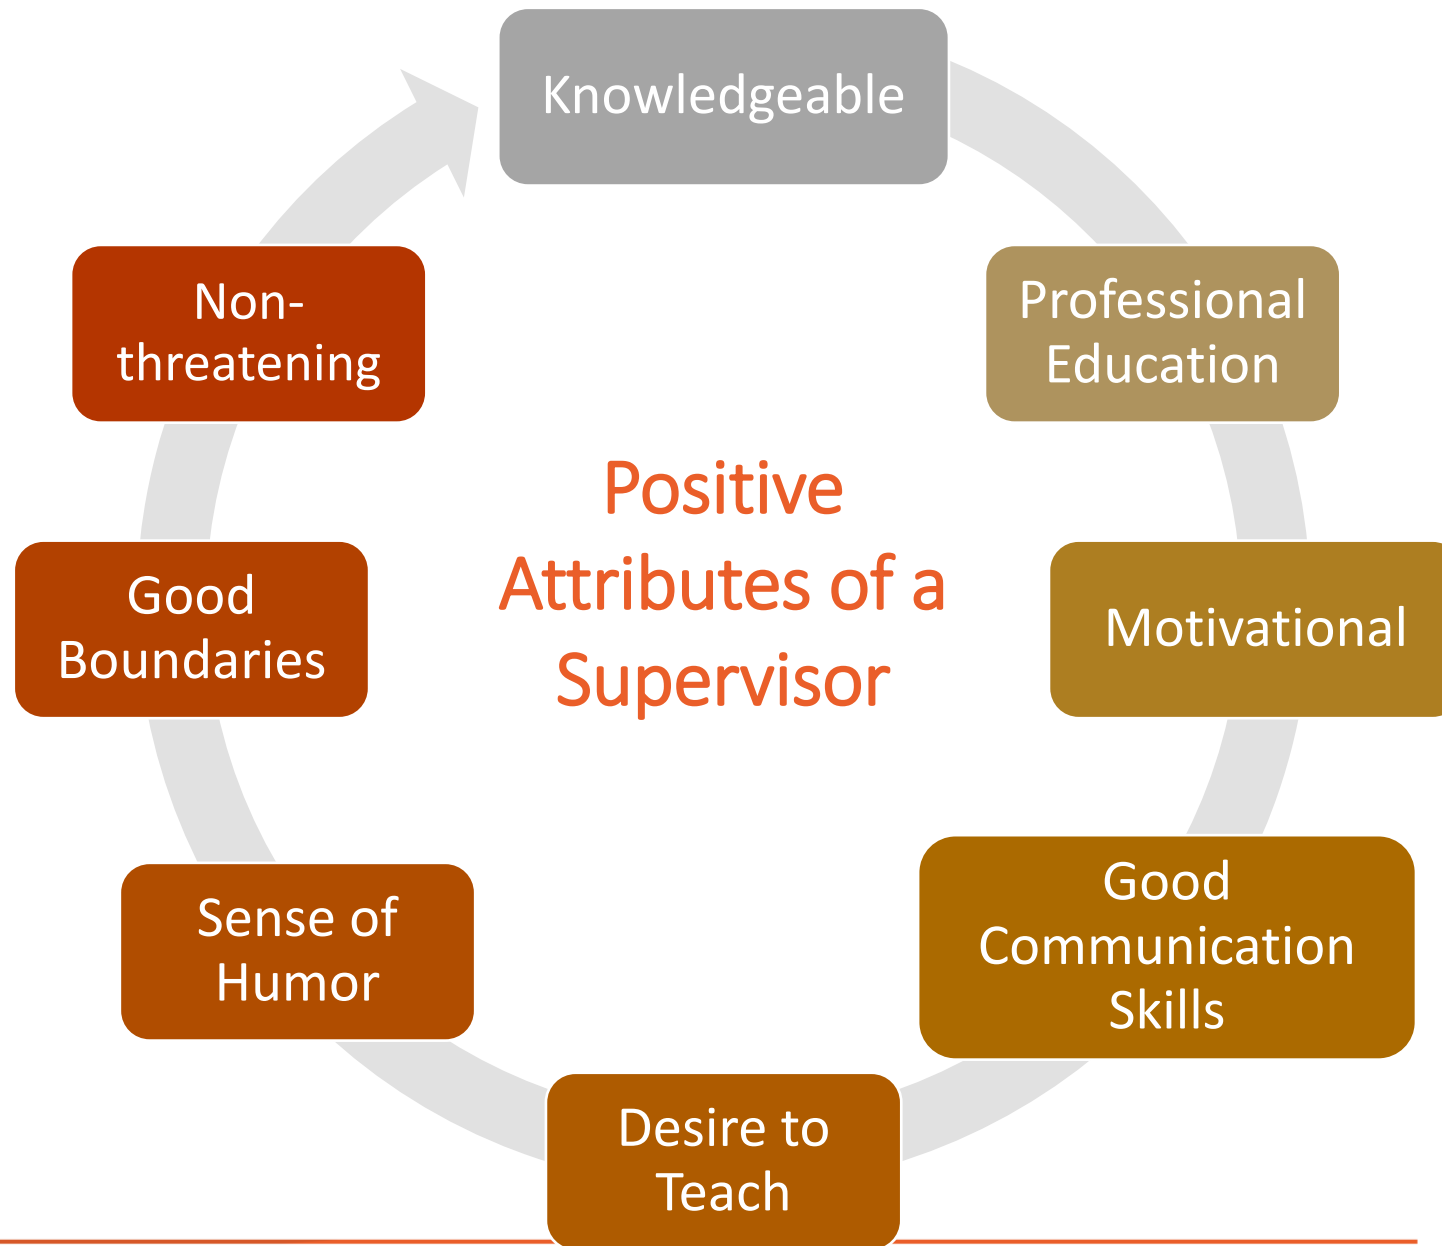 Knowledgeable
Professional
Education
Motivational
Good
Communication
Skills
Desire to
Teach
Sense of
Humor
Good
Boundaries
Non-
threatening
Positive
Attributes of a
Supervisor